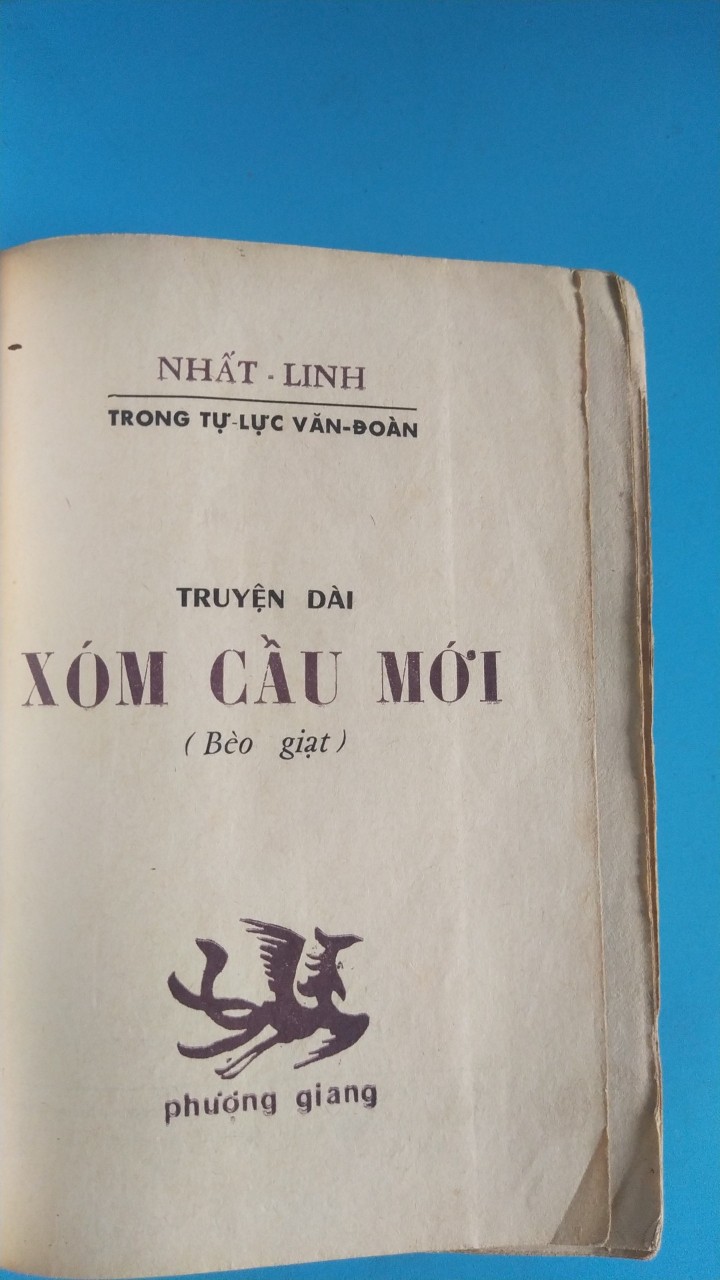 NHẤT - LINH
TRONG TỰ-LỰC VĂN-ĐOÀN
TRUYỆN DÀI
XÓM CẦU MỚI
(Bèo giạt)
phượng giang